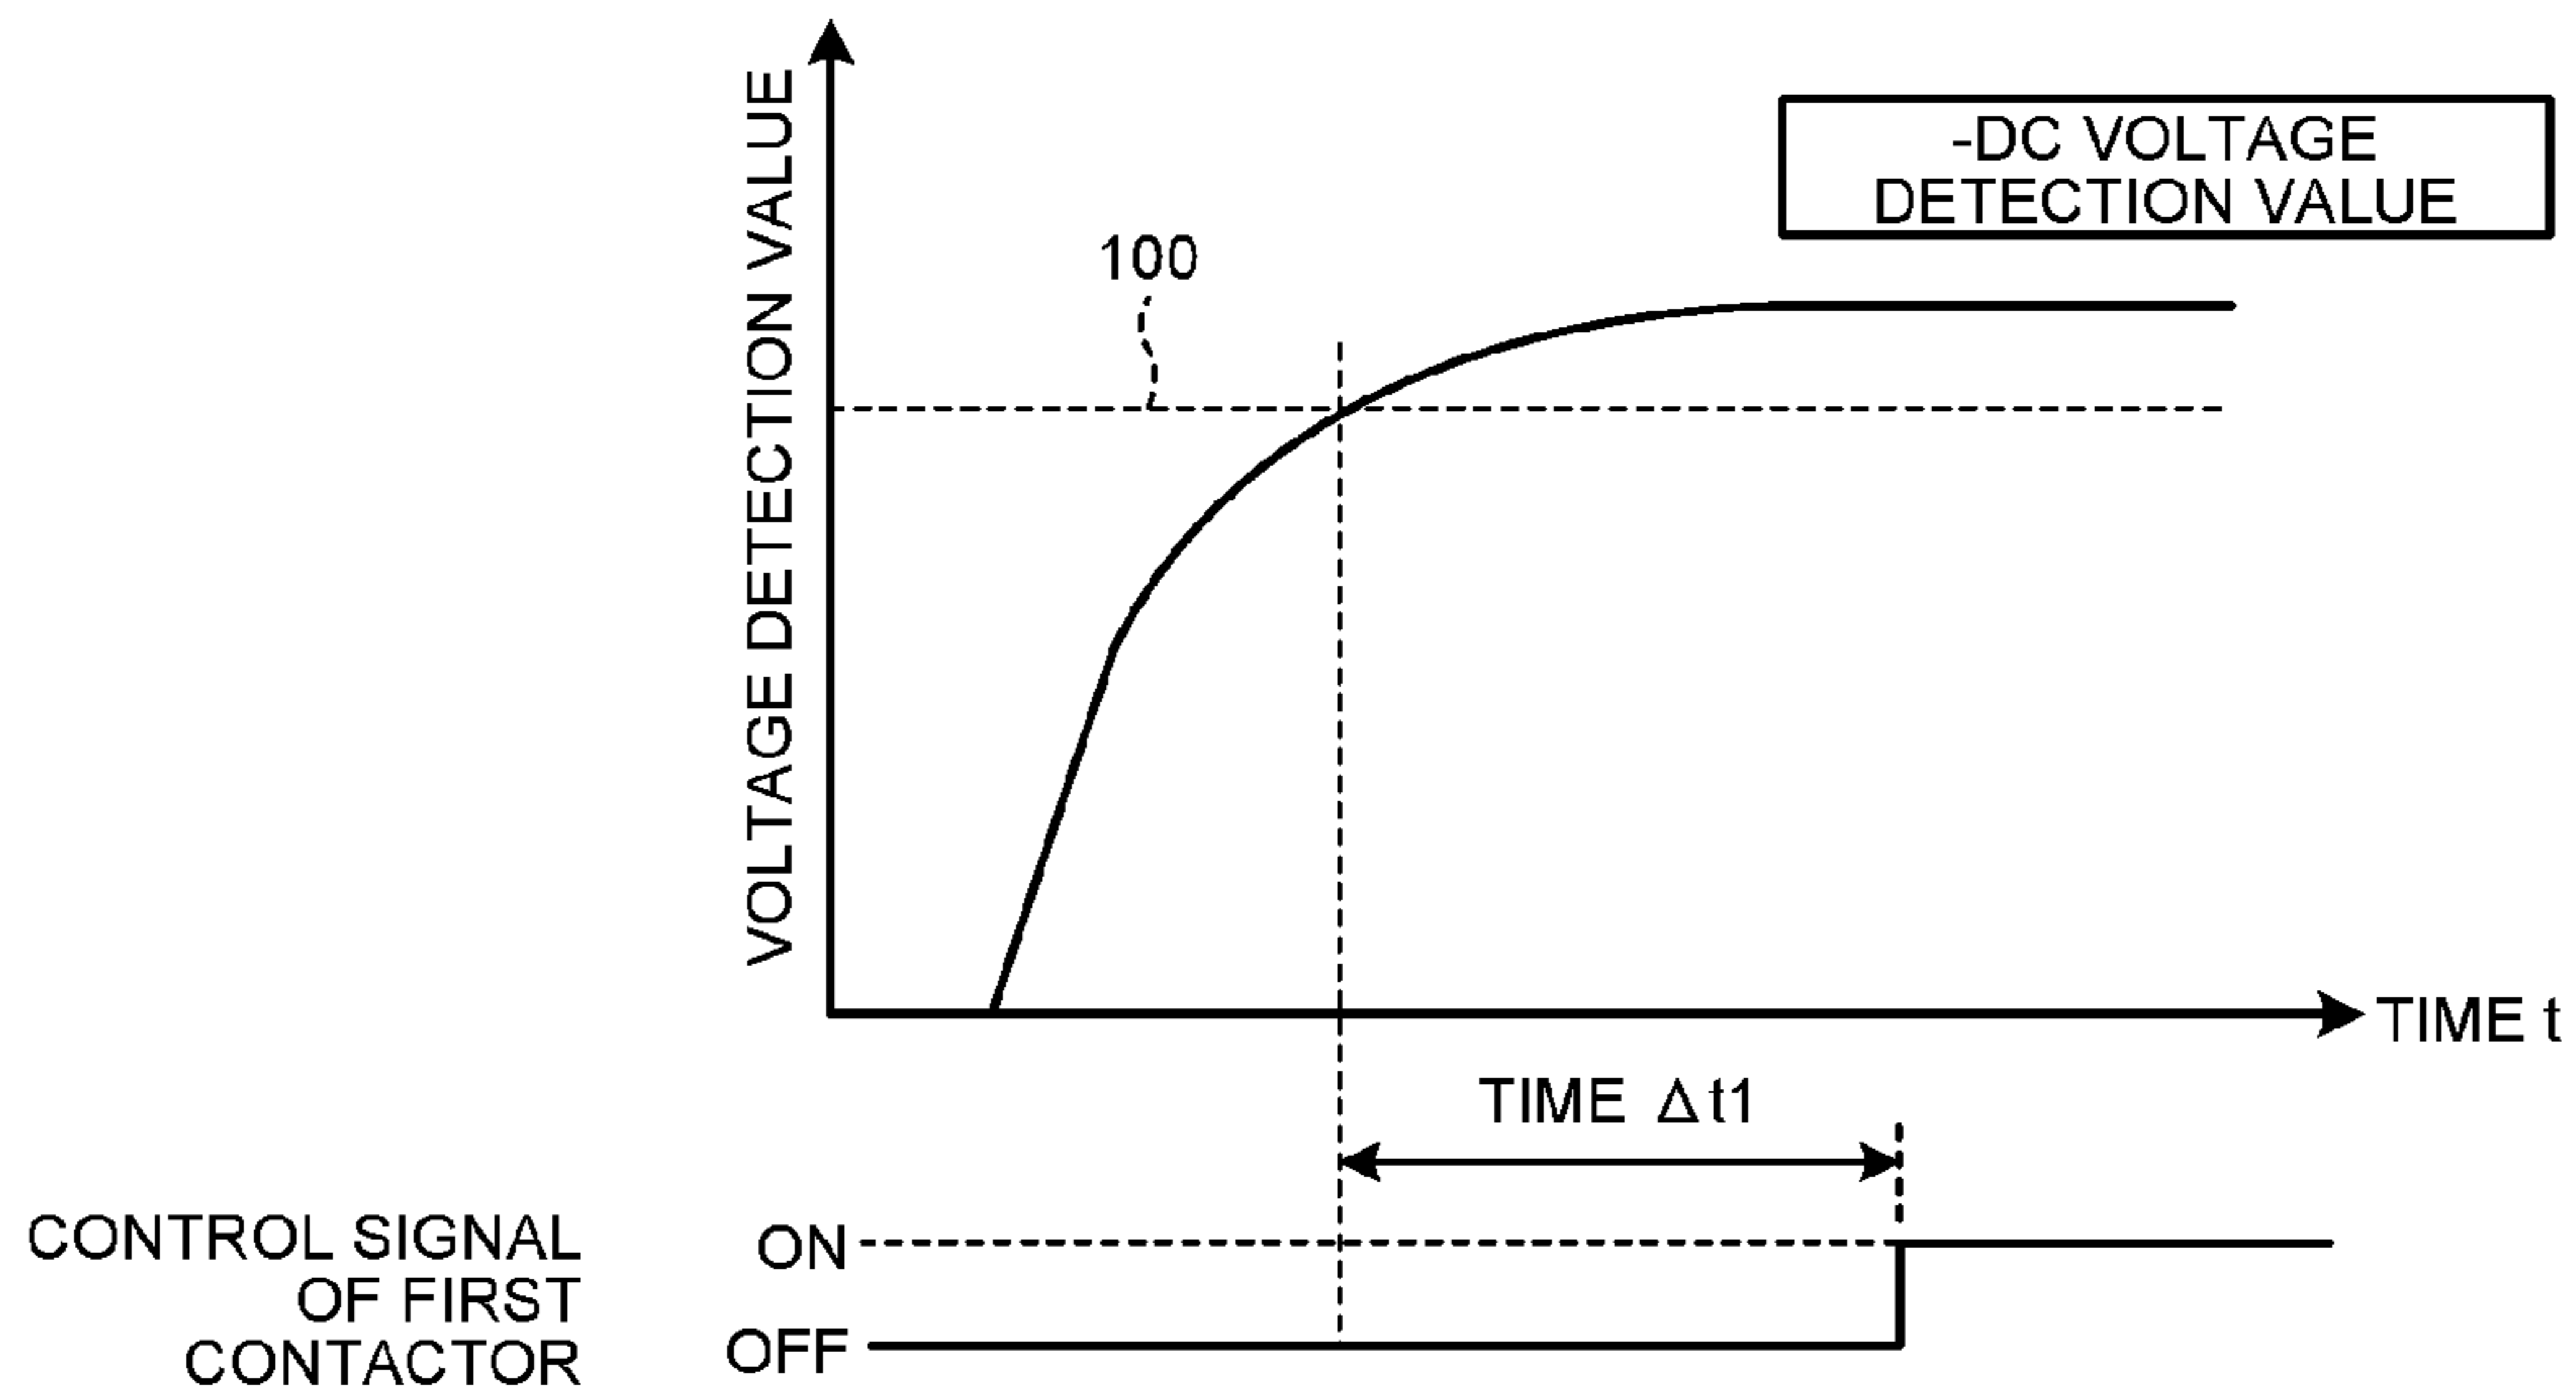 VOLTAGE DETECTION VALUE
-DC VOLTAGE
DETECTION VALUE
100
TIME t
TIME Δt1
CONTROL SIGNAL
OF FIRST
CONTACTOR
ON
OFF